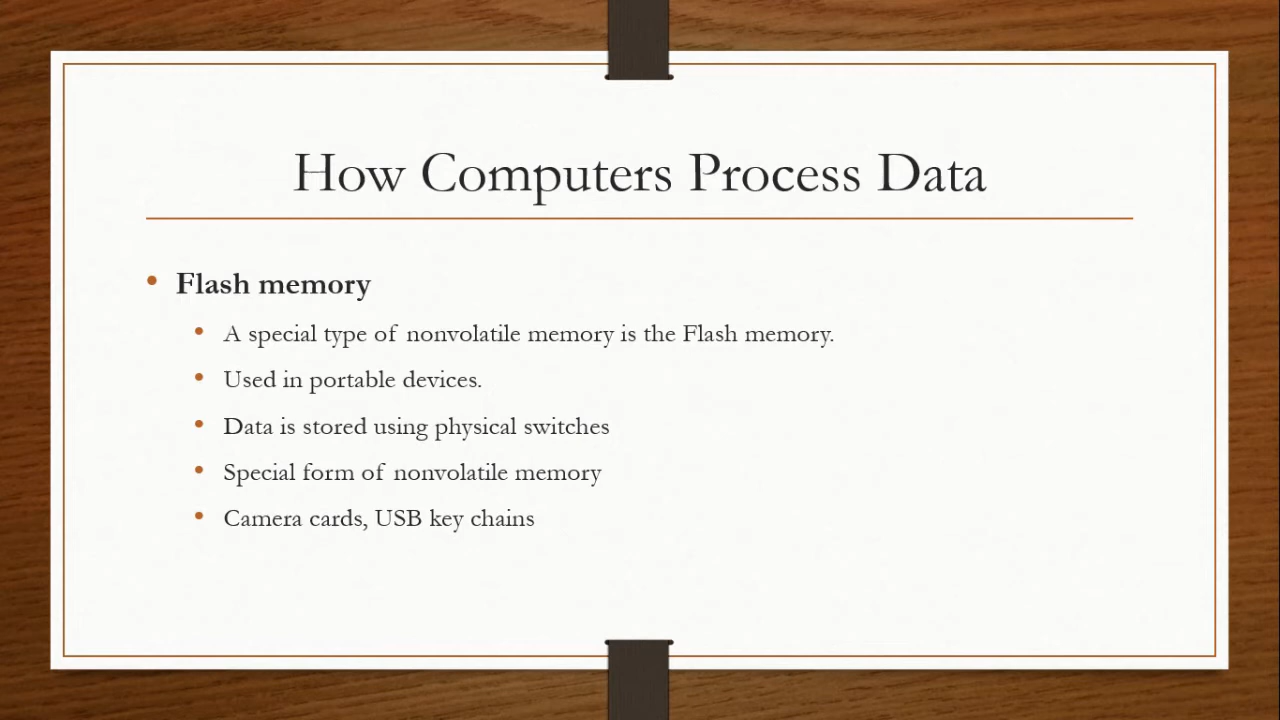 How Computers Process Data
• Flash memory
• A special type of nonvolatile memory is the Flash memory.
• Used in portable devices.
• Data is stored using physical switches
• Special form of nonvolatile memory
• Camera cards, USB key chains